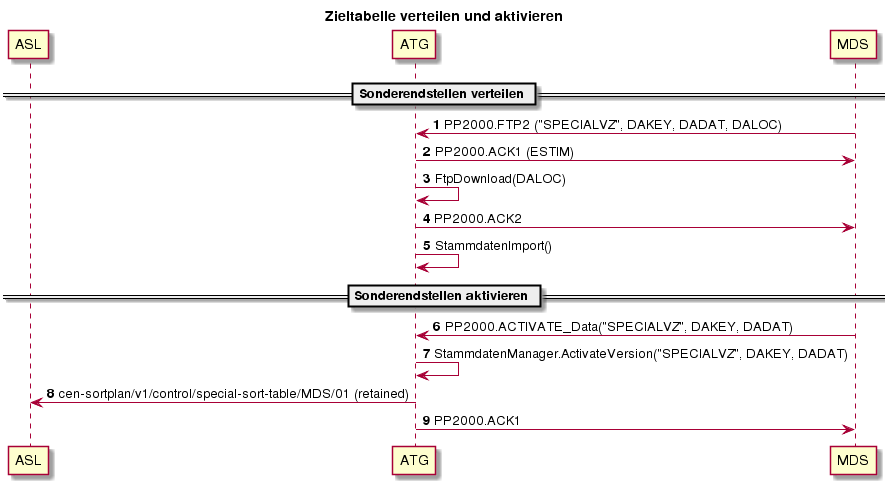 Zieltabelle verteilen und aktivieren
ASL ATG MDS
Sonderendstellen verteilen
1 PP2000.FTP2 ("SPECIALVZ", DAKEY, DADAT, DALOC)
2 PP2000.ACK1 (ESTIM)
3 FtpDownload(DALOC)
4 PP2000.ACK2
5 StammdatenImport()
Sonderendstellen aktivieren
6 PP2000.ACTIVATE_Data("SPECIALVZ", DAKEY, DADAT)
7 StammdatenManager.ActivateVersion("SPECIALVZ", DAKEY, DADAT)
8 cen-sortplan/v1/control/special-sort-table/MDS/01 (retained)
9 PP2000.ACK1
ASL ATG MDS